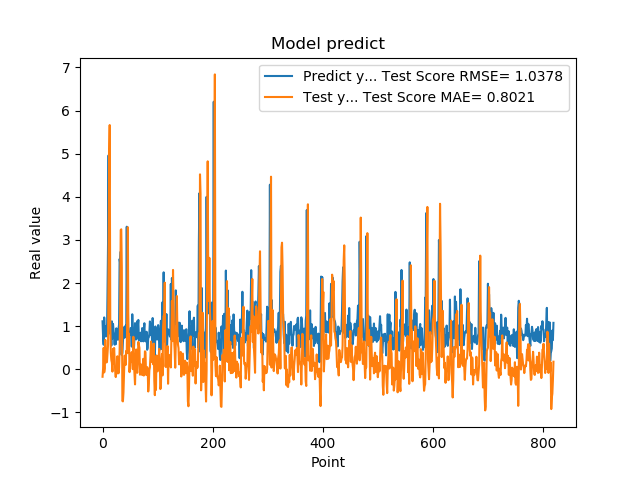 Model predict
Predict y... Test Score RMSE= 1.0378
Test y... Test Score MAE= 0.8021
7
6
5
4
3
2
1
0
−1
Real value
0 200 400 600 800
Point